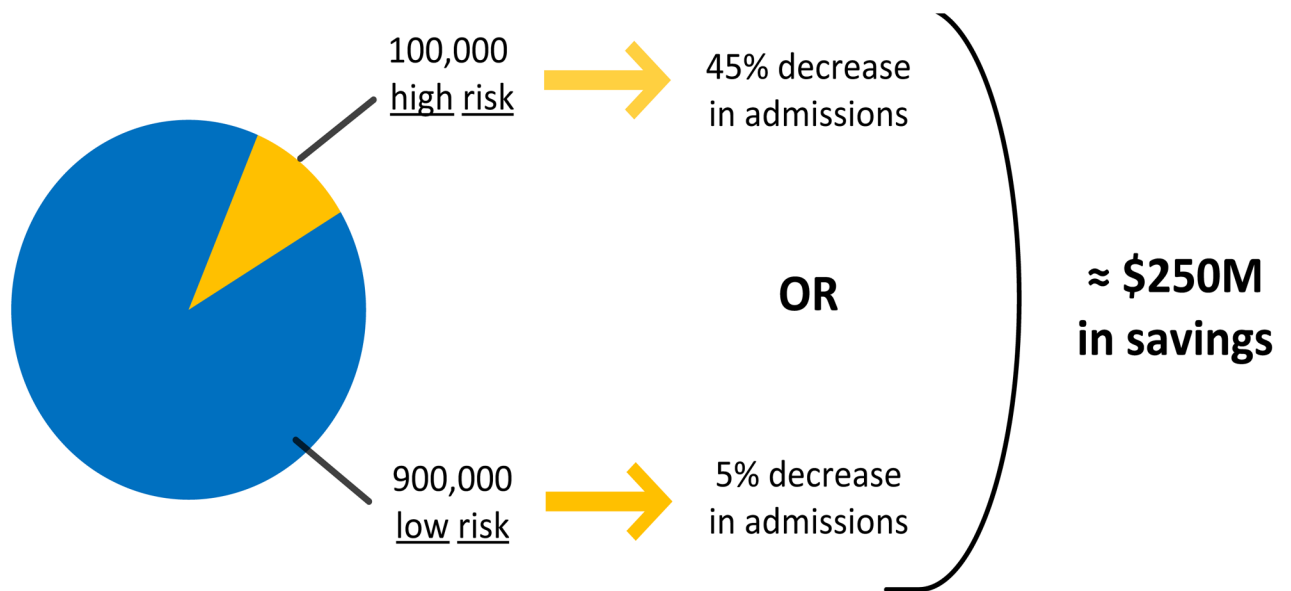 100,000
high risk
45% decrease
in admissions
OR
≈ $250M
in savings
900,000
low risk
5% decrease
in admissions